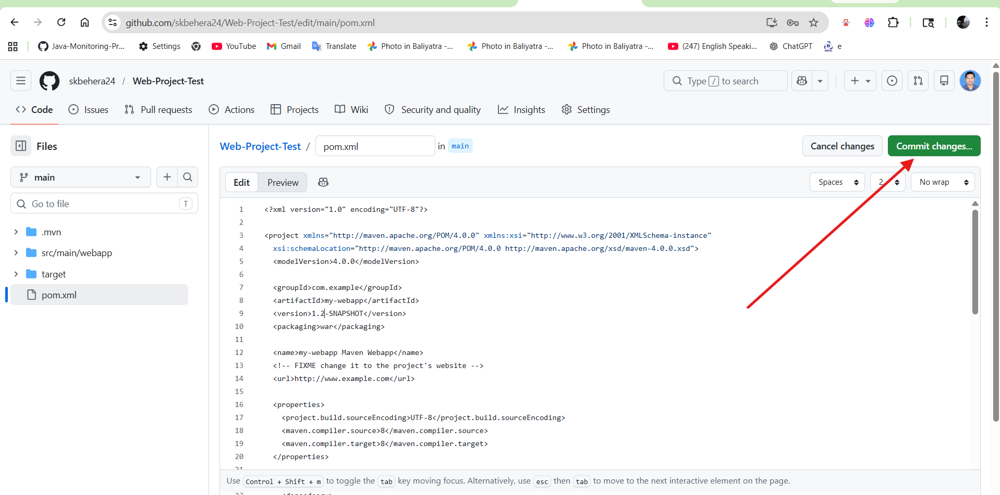 github.com/skbehera24/Web-Project-Test/edit/main/pom.xml
Java-Monitoring-Pr... Settings YouTube Gmail Translate Photo in Baliyatra -... Photo in Baliyatra -... Photo in Baliyatra -... (247) English Speaki... ChatGPT e
skbehera24 / Web-Project-Test Type / to search
Code Issues Pull requests Actions Projects Wiki Security and quality Insights Settings
Files
Web-Project-Test / pom.xml in main Cancel changes Commit changes...
main
Go to file T
.mvn
src/main/webapp
target
pom.xml
Edit Preview Spaces 2 No wrap
1 <?xml version="1.0" encoding="UTF-8"?>
2
3 <project xmlns="http://maven.apache.org/POM/4.0.0" xmlns:xsi="http://www.w3.org/2001/XMLSchema-instance"
4 xsi:schemaLocation="http://maven.apache.org/POM/4.0.0 http://maven.apache.org/xsd/maven-4.0.0.xsd">
5 <modelVersion>4.0.0</modelVersion>
6
7 <groupId>com.example</groupId>
8 <artifactId>my-webapp</artifactId>
9 <version>1.2-SNAPSHOT</version>
10 <packaging>war</packaging>
11
12 <name>my-webapp Maven Webapp</name>
13 <!-- FIXME change it to the project's website -->
14 <url>http://www.example.com</url>
15
16 <properties>
17 <project.build.sourceEncoding>UTF-8</project.build.sourceEncoding>
18 <maven.compiler.source>8</maven.compiler.source>
19 <maven.compiler.target>8</maven.compiler.target>
20 </properties>
21
Use Control + Shift + m to toggle the tab key moving focus. Alternatively, use esc then tab to move to the next interactive element on the page.